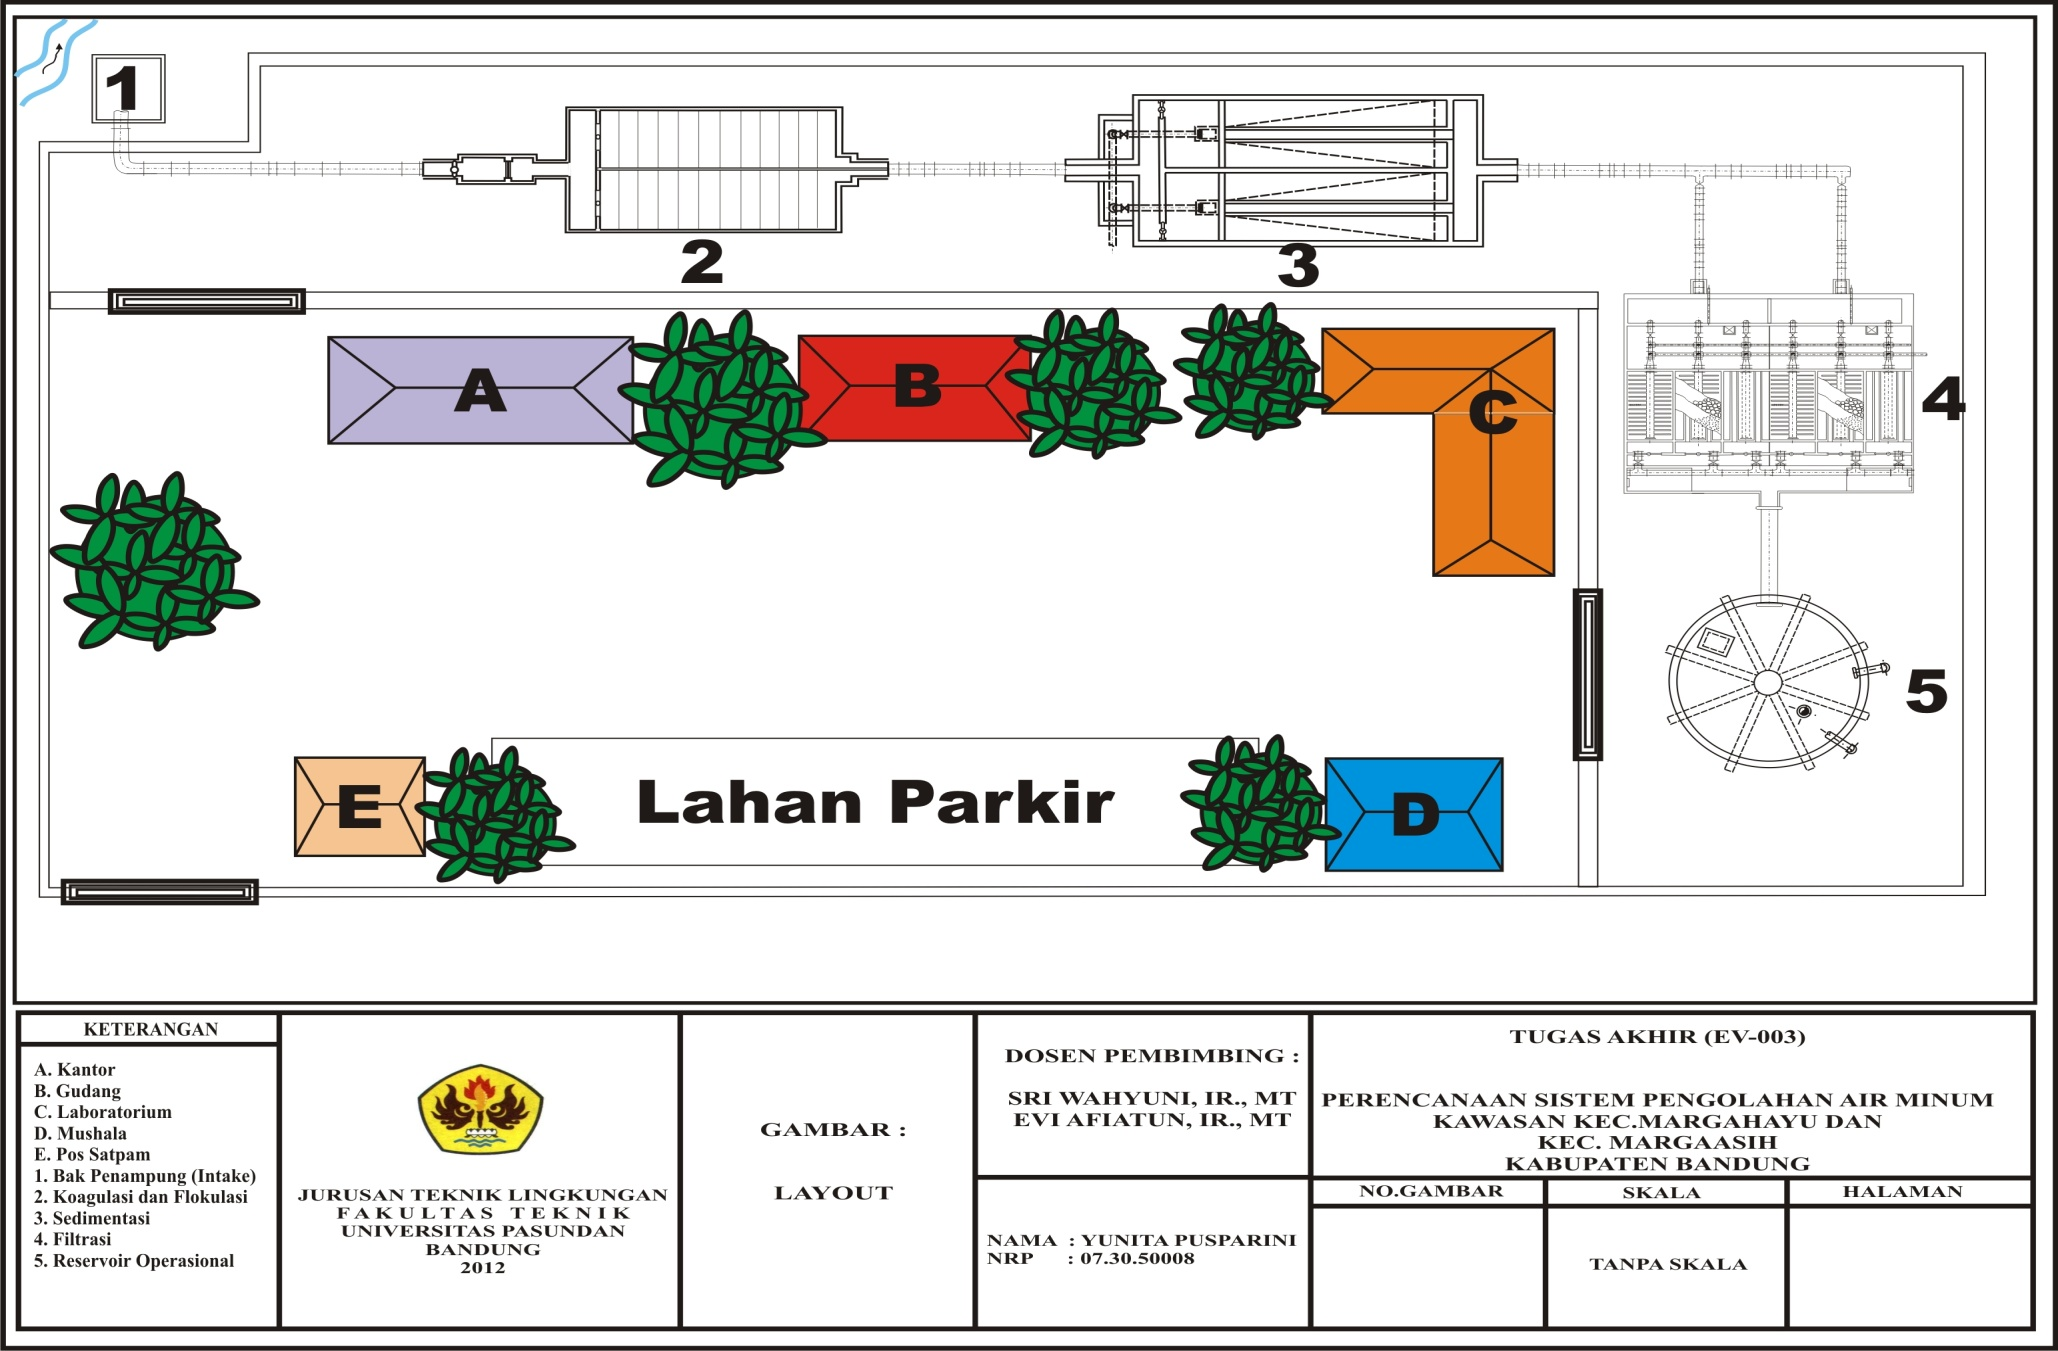 1
2
3
A
B
C
4
5
E
Lahan Parkir
D
KETERANGAN
A. Kantor
B. Gudang
C. Laboratorium
D. Mushala
E. Pos Satpam
1. Bak Penampung (Intake)
2. Koagulasi dan Flokulasi
3. Sedimentasi
4. Filtrasi
5. Reservoir Operasional
JURUSAN TEKNIK LINGKUNGAN
FAKULTAS TEKNIK
UNIVERSITAS PASUNDAN
BANDUNG
2012
GAMBAR :
LAYOUT
DOSEN PEMBIMBING :
SRI WAHYUNI, IR., MT
EVI AFIATUN, IR., MT
NAMA : YUNITA PUSPARINI
NRP : 07.30.50008
TUGAS AKHIR (EV-003)
PERENCANAAN SISTEM PENGOLAHAN AIR MINUM
KAWASAN KEC.MARGAHAYU DAN
KEC. MARGAASIH
KABUPATEN BANDUNG
NO.GAMBAR
SKALA
HALAMAN
TANPA SKALA